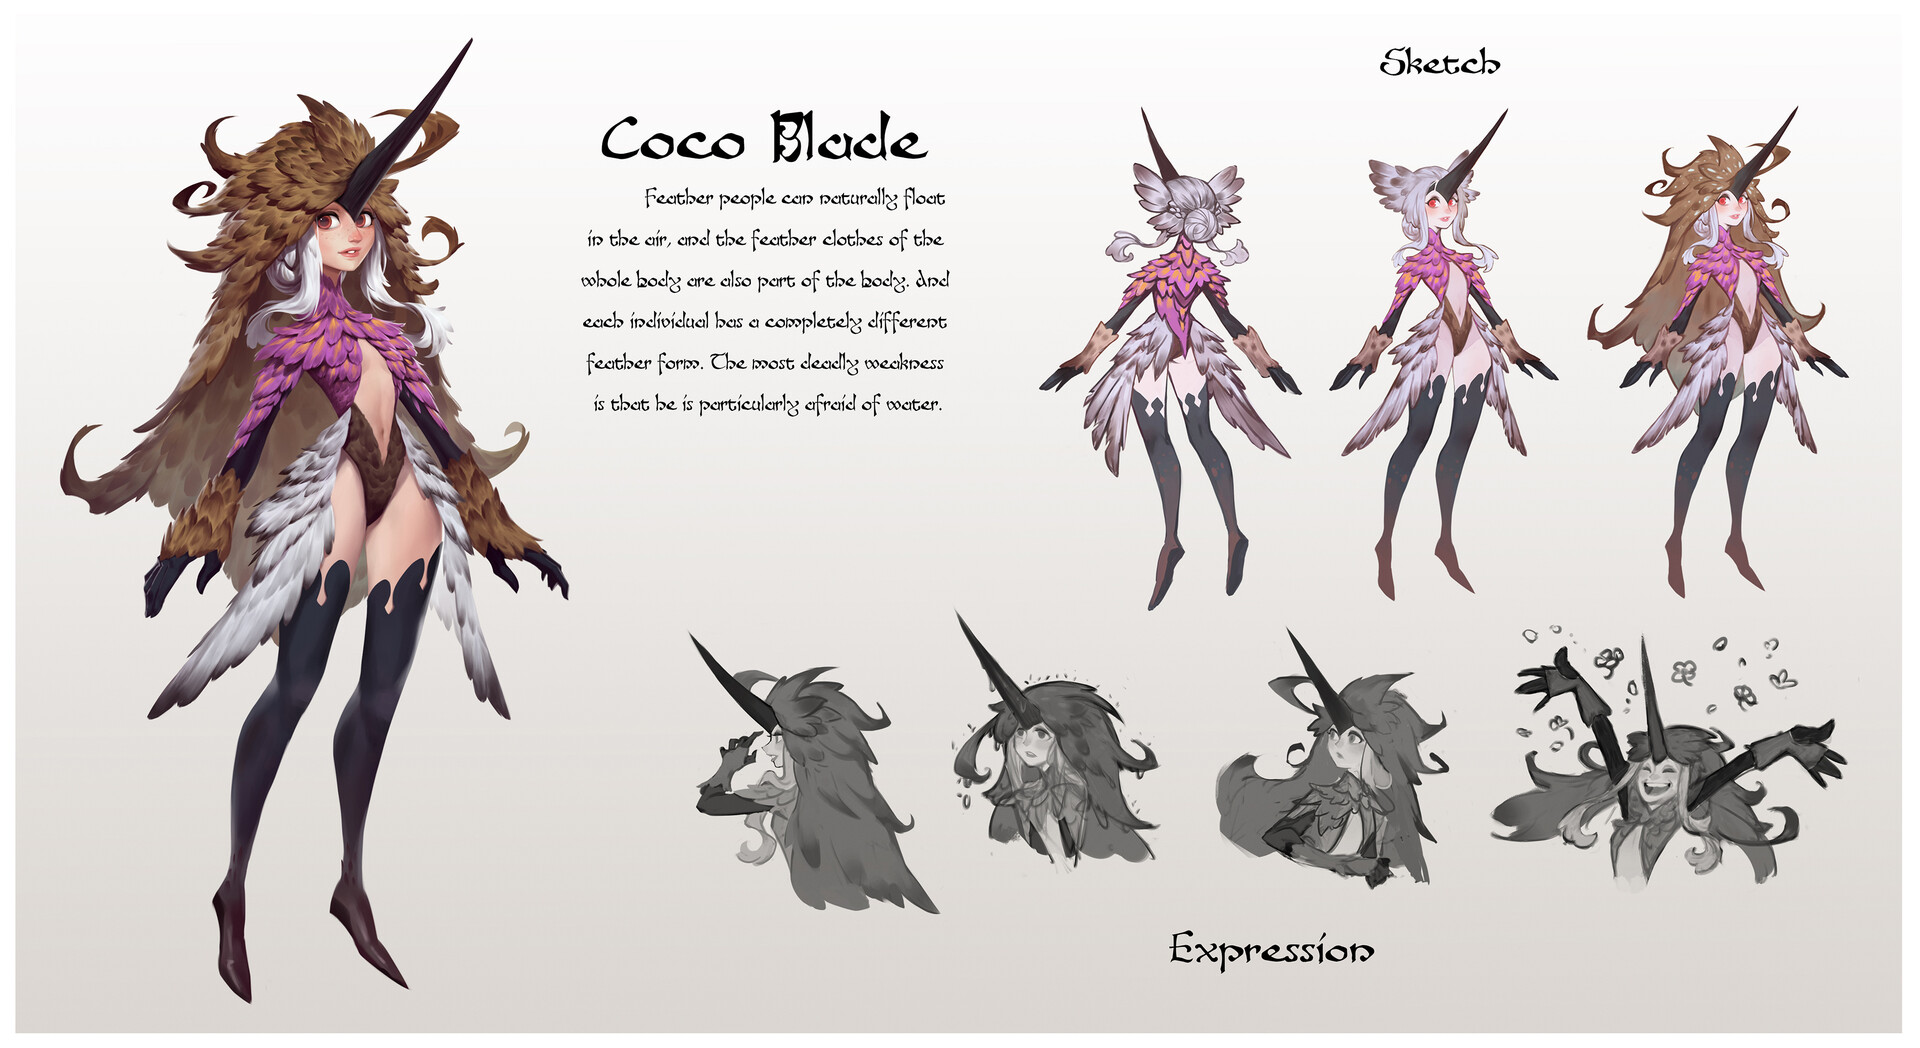 Coco Blade
Feather people can naturally float
in the air, and the feather clothes of the
whole body are also part of the body. And
each individual has a completely different
feather form. The most deadly weakness
is that he is particularly afraid of water.
Sketch
Expression